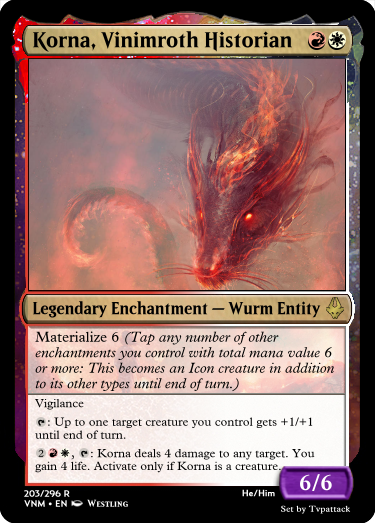 Korna, Vinimroth Historian
Legendary Enchantment — Wurm Entity
Materialize 6 (Tap any number of other
enchantments you control with total mana value 6
or more: This becomes an Icon creature in addition
to its other types until end of turn.)
Vigilance
: Up to one target creature you control gets +1/+1
until end of turn.
2, : Korna deals 4 damage to any target. You
gain 4 life. Activate only if Korna is a creature.
6/6
203/296 R
He/Him
VNM • EN Westling
Set by Tvpattack